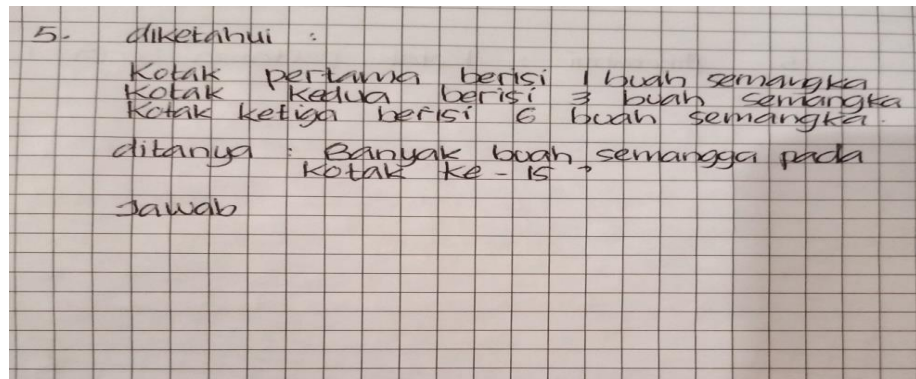 5. diketahui :
Kotak pertama berisi 1 buah semangka
Kotak kedua berisi 3 buah semangka
Kotak ketiga berisi 6 buah semangka.
ditanya : Banyak buah semangga pada
kotak ke - 15 ?
Jawab